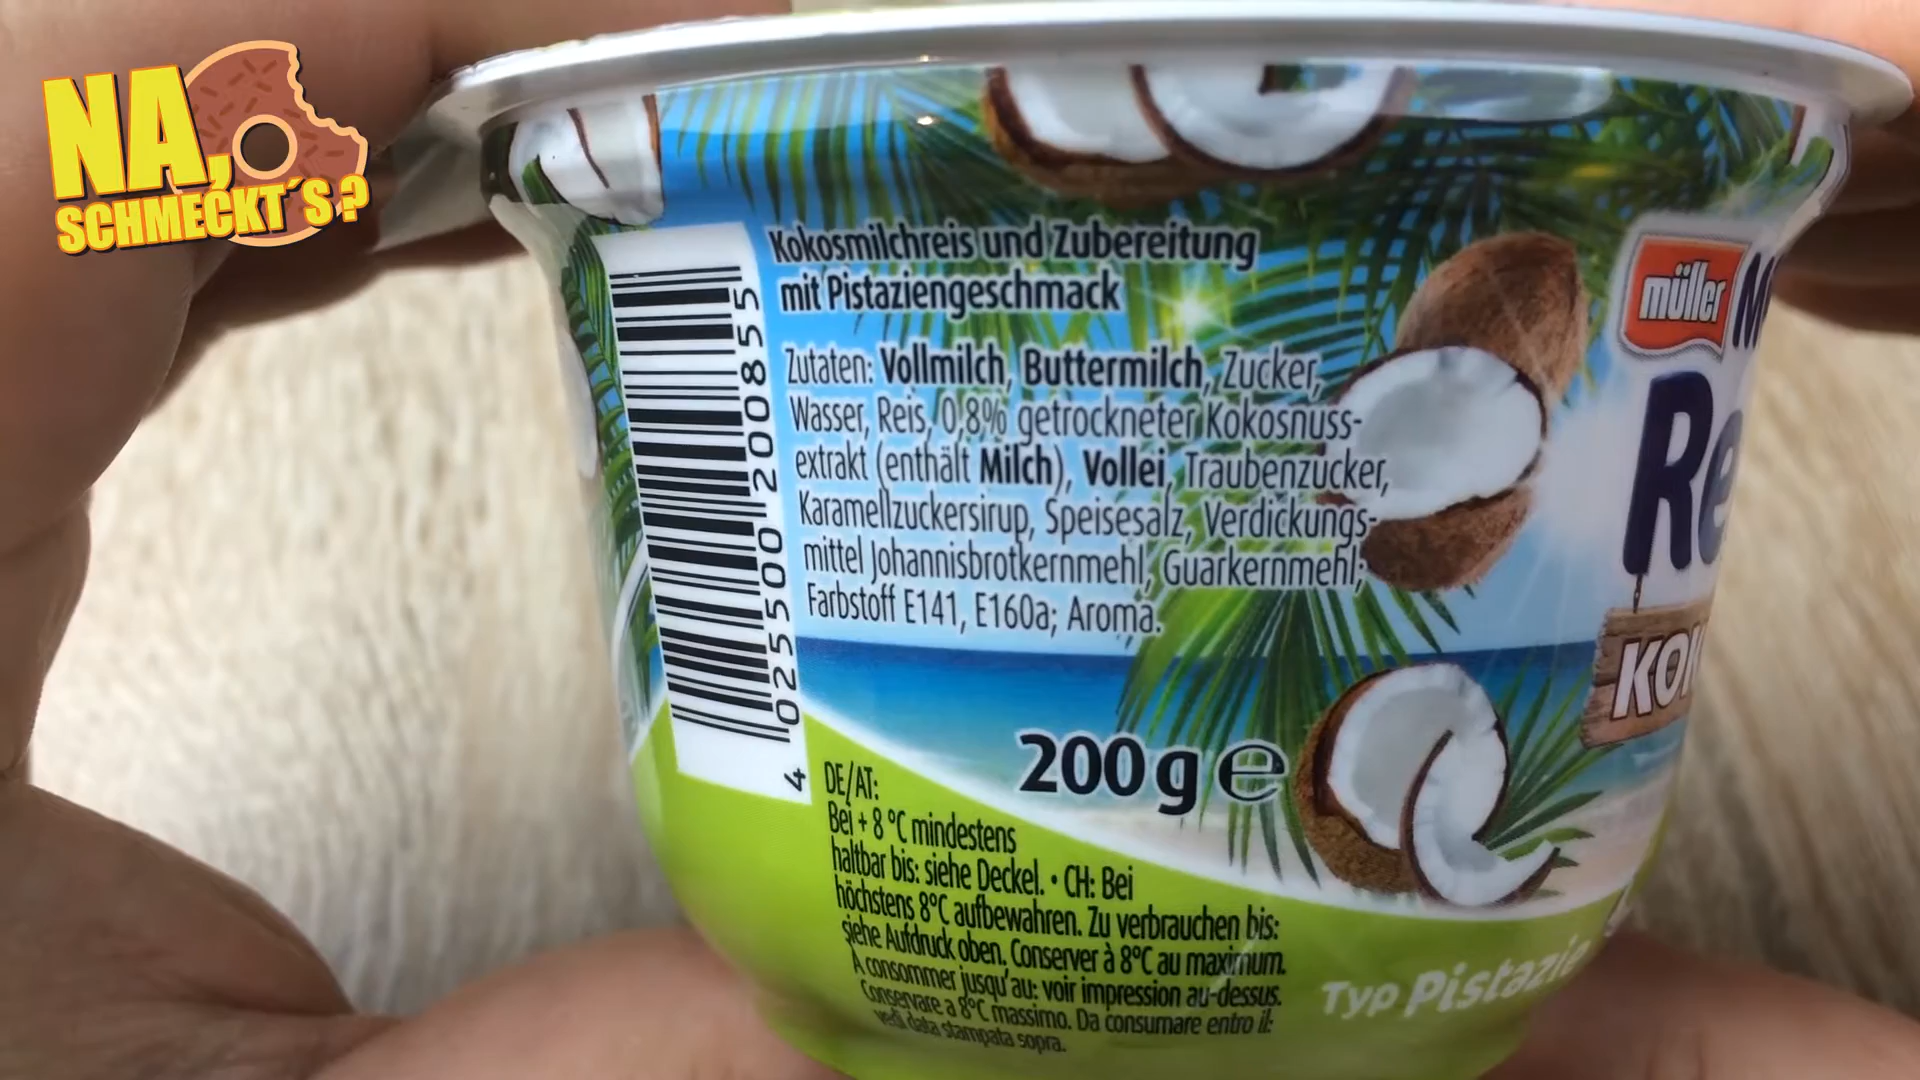 NA,
SCHMECKT´S?
Kokosmilchreis und Zubereitung
mit Pistaziengeschmack
Zutaten: Vollmilch, Buttermilch, Zucker,
Wasser, Reis, 0,8% getrockneter Kokosnuss-
extrakt (enthält Milch), Vollei, Traubenzucker,
Karamellzuckersirup, Speisesalz, Verdickungs-
mittel Johannisbrotkernmehl, Guarkernmehl;
Farbstoff E141, E160a; Aroma.
4 025500 200855
200 g e
DE/AT:
Bei + 8 °C mindestens
haltbar bis: siehe Deckel. • CH: Bei
höchstens 8°C aufbewahren. Zu verbrauchen bis:
siehe Aufdruck oben. Conserver à 8°C au maximum.
A consommer jusqu'au: voir impression au-dessus.
Conservare a 8°C massimo. Da consumare entro il:
vedi data stampata sopra.
müller M
Re
KOK
Typ Pistazie